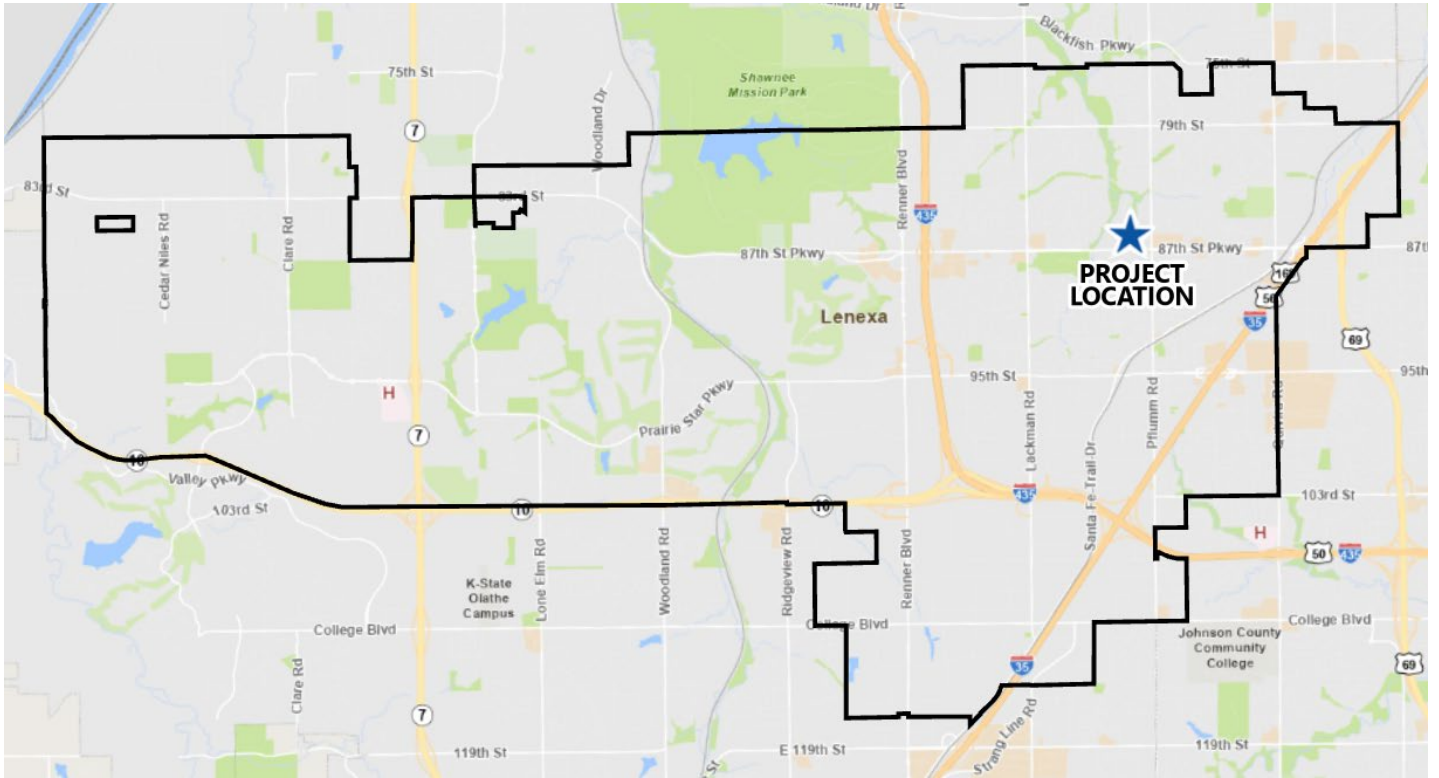 Blackfish Pkwy
75th St
75th St
Shawnee
Mission Park
7
Woodland Dr
79th St
83rd St
83rd St
Renner Blvd
435
Cedar Niles Rd
Clare Rd
87th St Pkwy
87th St Pkwy
87th
PROJECT
LOCATION
169
56
35
Lenexa
69
95th St
95th
H
Prairie Star Pkwy
Lackman Rd
Pflumm Rd
7
Santa Fe Trail Dr
10
Valley Pkwy
103rd St
10
10
435
103rd St
H
50
435
K-State
Olathe
Campus
Lone Elm Rd
Woodland Rd
Ridgeview Rd
Renner Blvd
College Blvd
College Blvd
College Blvd
Johnson County
Community
College
Clare Rd
35
69
7
Strang Line Rd
119th St
E 119th St
119th St